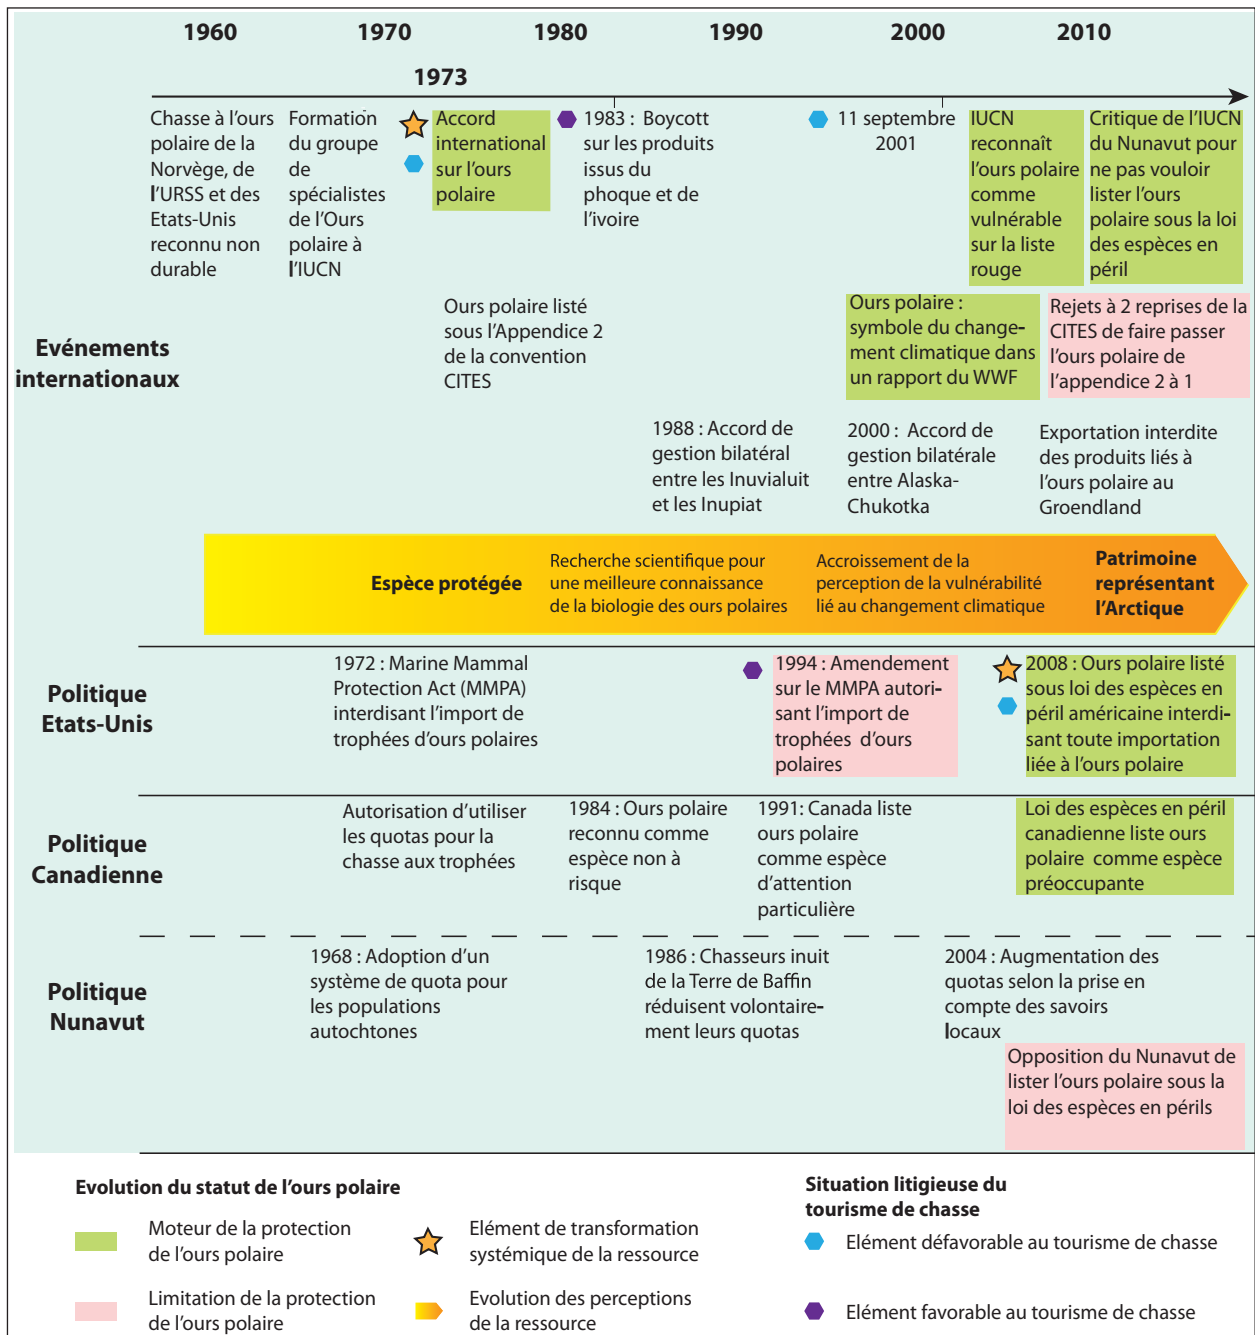 1960
1970
1980
1990
2000
2010
1973
Chasse à l'ours
polaire de la
Norvège, de
l'URSS et des
Etats-Unis
reconnu non
durable
Formation
du groupe
de
spécialistes
de l'Ours
polaire à
l'IUCN
Accord
international
sur l'ours
polaire
1983 : Boycott
sur les produits
issus du
phoque et de
l'ivoire
11 septembre
2001
IUCN
reconnaît
l'ours polaire
comme
vulnérable
sur la liste
rouge
Critique de l'IUCN
du Nunavut pour
ne pas vouloir
lister l'ours
polaire sous la loi
des espèces en
péril
Evénements
internationaux
Ours polaire listé
sous l'Appendice 2
de la convention
CITES
Ours polaire :
symbole du change-
ment climatique dans
un rapport du WWF
Rejets à 2 reprises de la
CITES de faire passer
l'ours polaire de
l'appendice 2 à 1
1988 : Accord de
gestion bilatéral
entre les Inuvialuit
et les Inupiat
2000 : Accord de
gestion bilatérale
entre Alaska-
Chukotka
Exportation interdite
des produits liés à
l'ours polaire au
Groendland
Espèce protégée
Recherche scientifique pour
une meilleure connaissance
de la biologie des ours polaires
Accroissement de la
perception de la vulnérabilité
lié au changement climatique
Patrimoine
représentant
l'Arctique
Politique
Etats-Unis
1972 : Marine Mammal
Protection Act (MMPA)
interdisant l'import de
trophées d'ours polaires
1994 : Amendement
sur le MMPA autori-
sant l'import de
trophées d'ours
polaires
2008 : Ours polaire listé
sous loi des espèces en
péril américaine interdi-
sant toute importation
liée à l'ours polaire
Politique
Canadienne
Autorisation d'utiliser
les quotas pour la
chasse aux trophées
1984 : Ours polaire
reconnu comme
espèce non à
risque
1991: Canada liste
ours polaire
comme espèce
d'attention
particulière
Loi des espèces en péril
canadienne liste ours
polaire comme espèce
préoccupante
Politique
Nunavut
1968 : Adoption d'un
système de quota pour
les populations
autochtones
1986 : Chasseurs inuit
de la Terre de Baffin
réduisent volontaire-
ment leurs quotas
2004 : Augmentation des
quotas selon la prise en
compte des savoirs
locaux
Opposition du Nunavut de
lister l'ours polaire sous la
loi des espèces en périls
Evolution du statut de l'ours polaire
Moteur de la protection
de l'ours polaire
Limitation de la protection
de l'ours polaire
Elément de transformation
systémique de la ressource
Evolution des perceptions
de la ressource
Situation litigieuse du
tourisme de chasse
Elément défavorable au tourisme de chasse
Elément favorable au tourisme de chasse